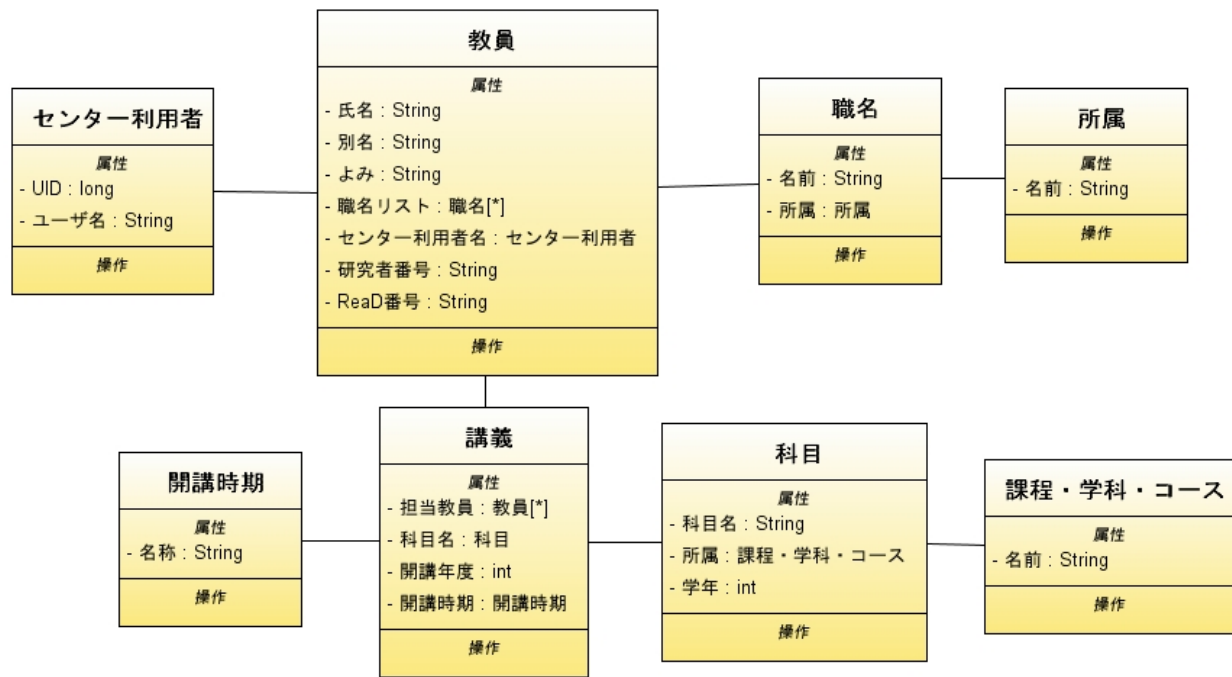 教員
属性
- 氏名 : String
- 別名 : String
- よみ : String
- 職名リスト : 職名[*]
- センター利用者名 : センター利用者
- 研究者番号 : String
- ReaD番号 : String
操作
センター利用者
属性
- UID : long
- ユーザ名 : String
操作
職名
属性
- 名前 : String
- 所属 : 所属
操作
所属
属性
- 名前 : String
操作
講義
属性
- 担当教員 : 教員[*]
- 科目名 : 科目
- 開講年度 : int
- 開講時期 : 開講時期
操作
開講時期
属性
- 名称 : String
操作
科目
属性
- 科目名 : String
- 所属 : 課程・学科・コース
- 学年 : int
操作
課程・学科・コース
属性
- 名前 : String
操作